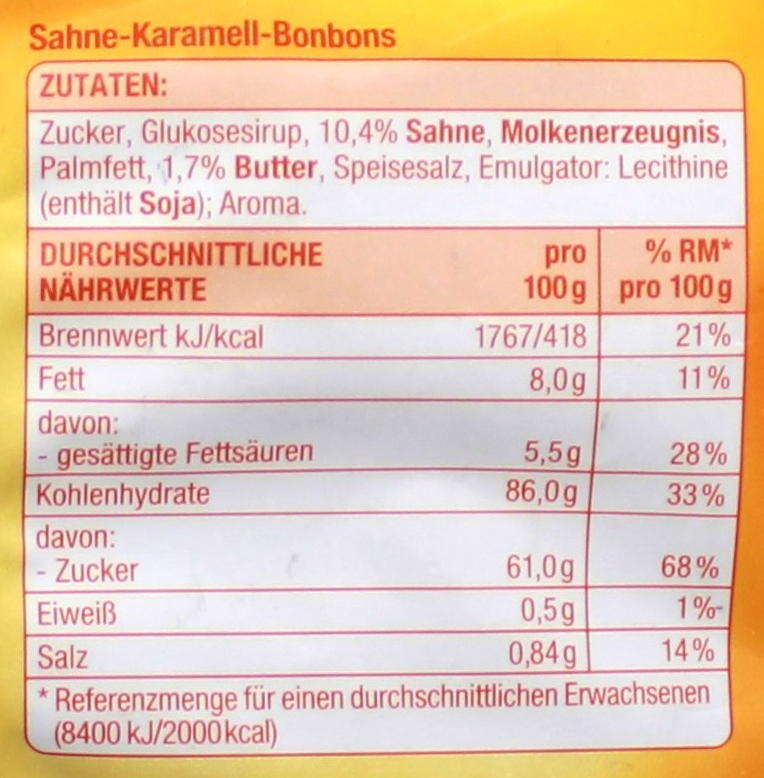 Sahne-Karamell-Bonbons
ZUTATEN:
Zucker, Glukosesirup, 10,4% Sahne, Molkenerzeugnis,
Palmfett, 1,7% Butter, Speisesalz, Emulgator: Lecithine
(enthält Soja); Aroma.
DURCHSCHNITTLICHE pro % RM*
NÄHRWERTE 100g pro 100g
Brennwert kJ/kcal 1767/418 21%
Fett 8,0g 11%
davon:
- gesättigte Fettsäuren 5,5g 28%
Kohlenhydrate 86,0g 33%
davon:
- Zucker 61,0g 68%
Eiweiß 0,5g 1%
Salz 0,84g 14%
* Referenzmenge für einen durchschnittlichen Erwachsenen
(8400 kJ/2000kcal)